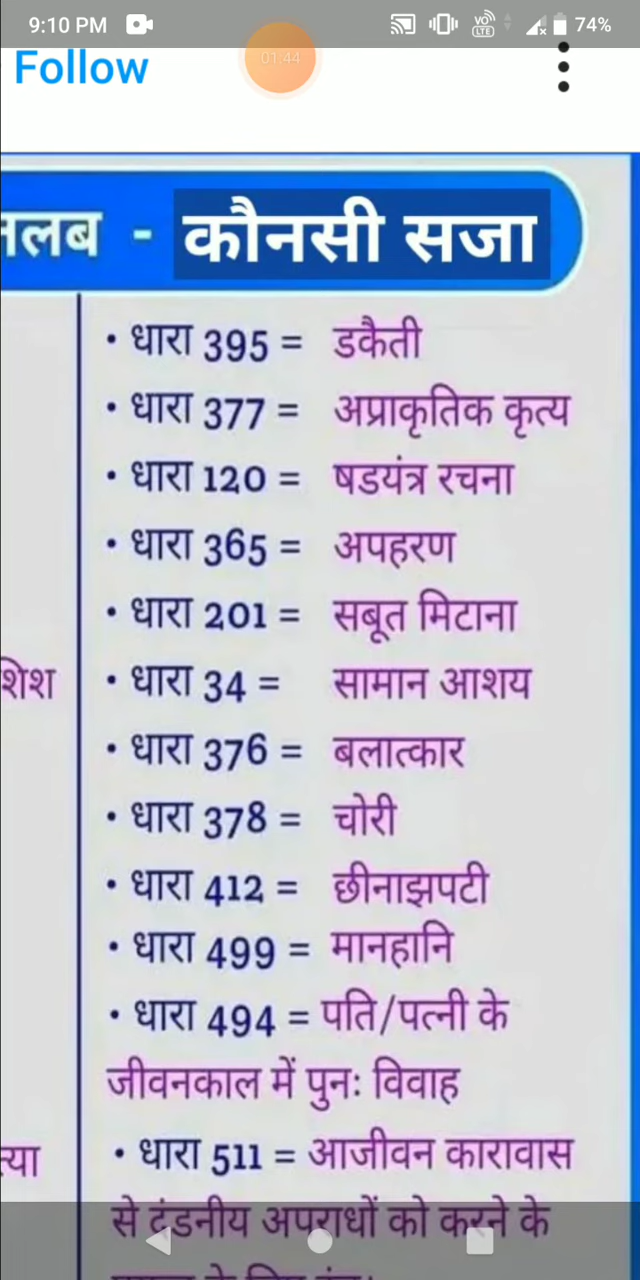 9:10 PM
VO
LTE
74%
Follow
01:44
कौनसी सजा
• धारा 395 = डकैती
• धारा 377 = अप्राकृतिक कृत्य
• धारा 120 = षडयंत्र रचना
• धारा 365 = अपहरण
• धारा 201 = सबूत मिटाना
• धारा 34 = सामान आशय
• धारा 376 = बलात्कार
• धारा 378 = चोरी
• धारा 412 = छीनाझपटी
• धारा 499 = मानहानि
• धारा 494 = पति/पत्नी के
जीवनकाल में पुनः विवाह
• धारा 511 = आजीवन कारावास
से दंडनीय अपराधों को करने के